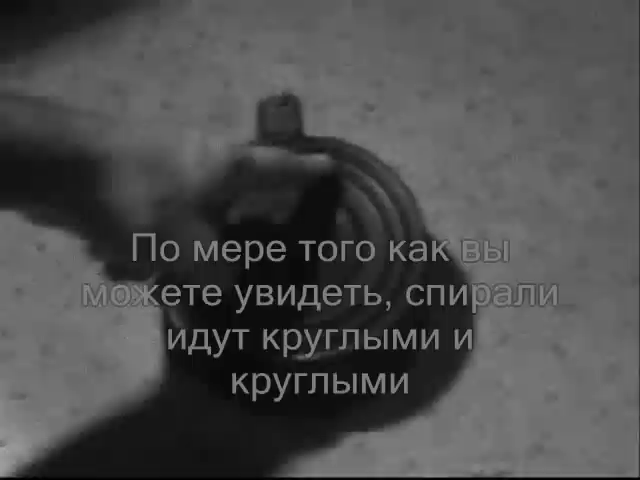 По мере того как вы
можете увидеть, спирали
идут круглыми и
круглыми